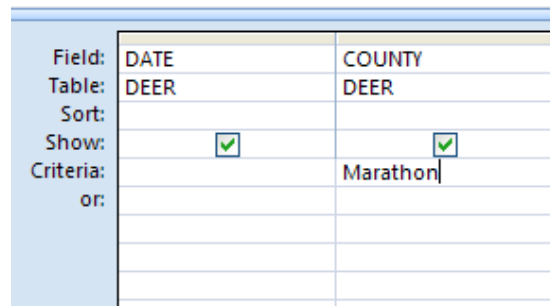 Field: DATE COUNTY
Table: DEER DEER
Sort:
Show:
Criteria: Marathon
or: